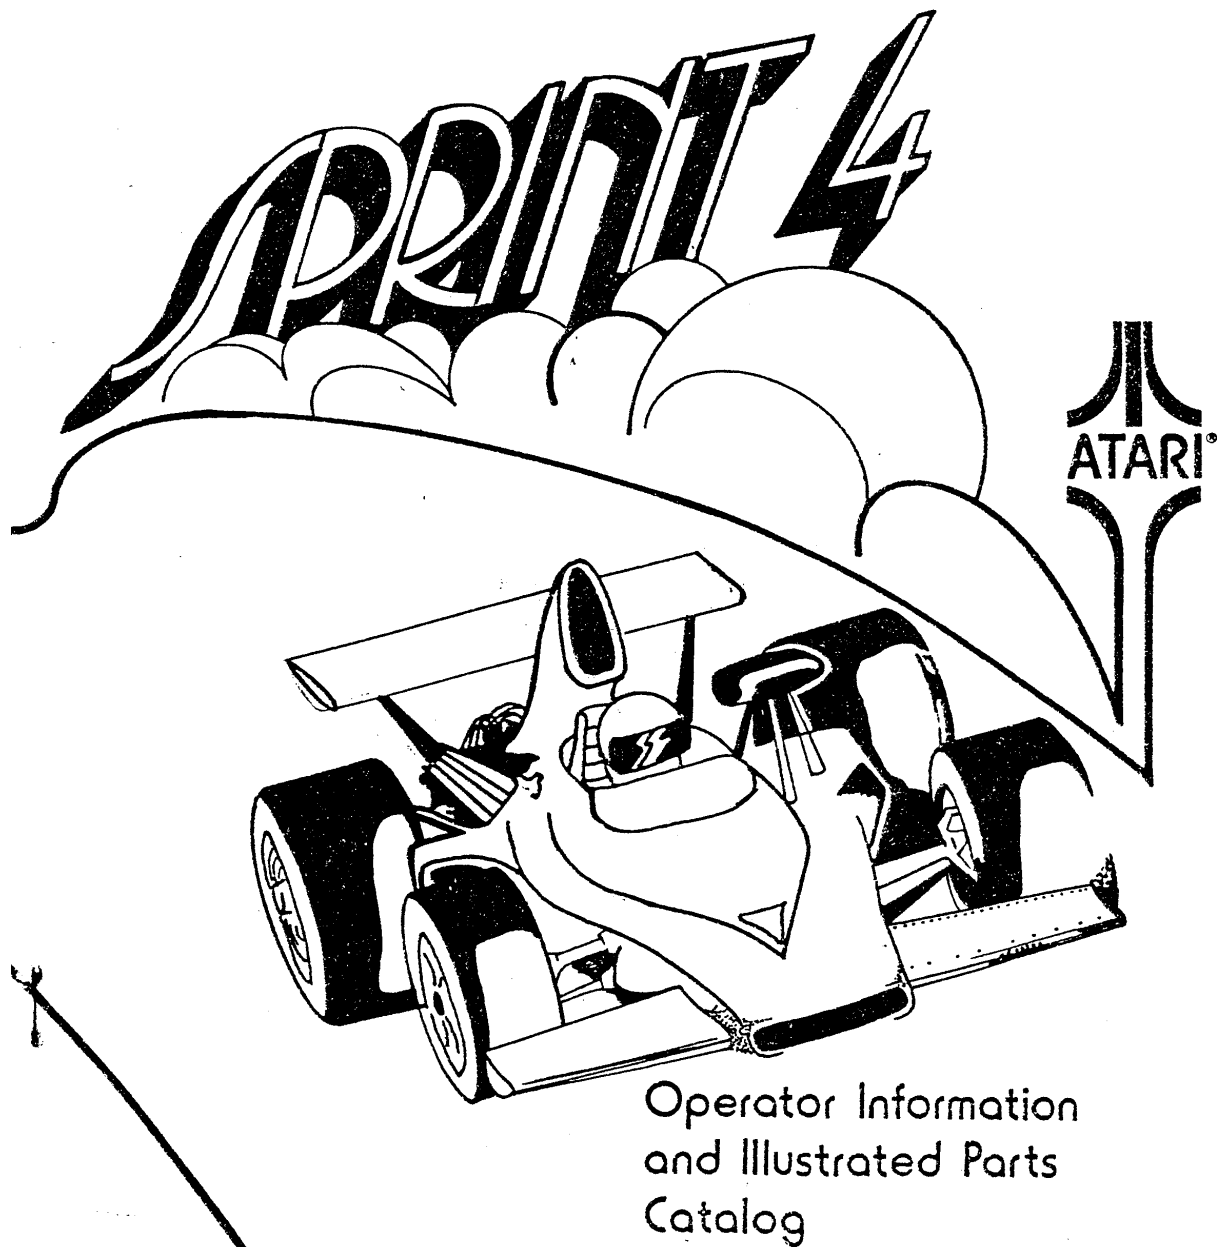 SPRINT 4
ATARI®
Operator Information
and Illustrated Parts
Catalog